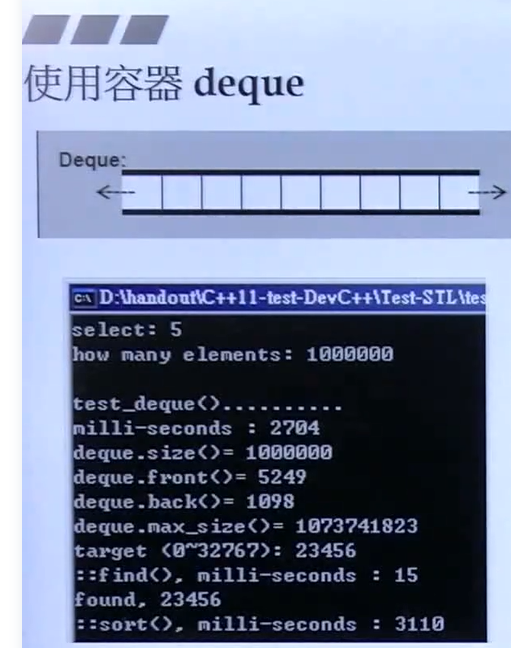 使用容器 deque
Deque:
D:\handout\C++11-test-DevC++\Test-STL\tes
select: 5
how many elements: 1000000
test_deque()..........
milli-seconds : 2704
deque.size()= 1000000
deque.front()= 5249
deque.back()= 1098
deque.max_size()= 1073741823
target (0~32767): 23456
::find(), milli-seconds : 15
found, 23456
::sort(), milli-seconds : 3110